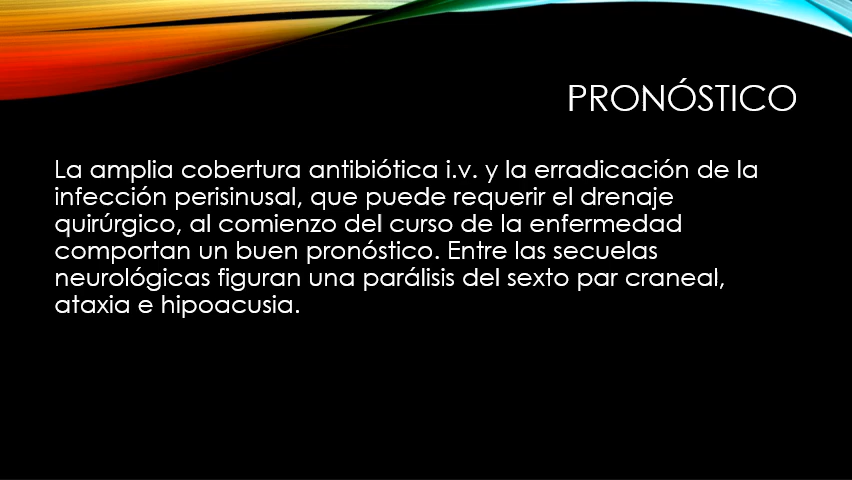 PRONÓSTICO
La amplia cobertura antibiótica i.v. y la erradicación de la
infección perisinusal, que puede requerir el drenaje
quirúrgico, al comienzo del curso de la enfermedad
comportan un buen pronóstico. Entre las secuelas
neurológicas figuran una parálisis del sexto par craneal,
ataxia e hipoacusia.